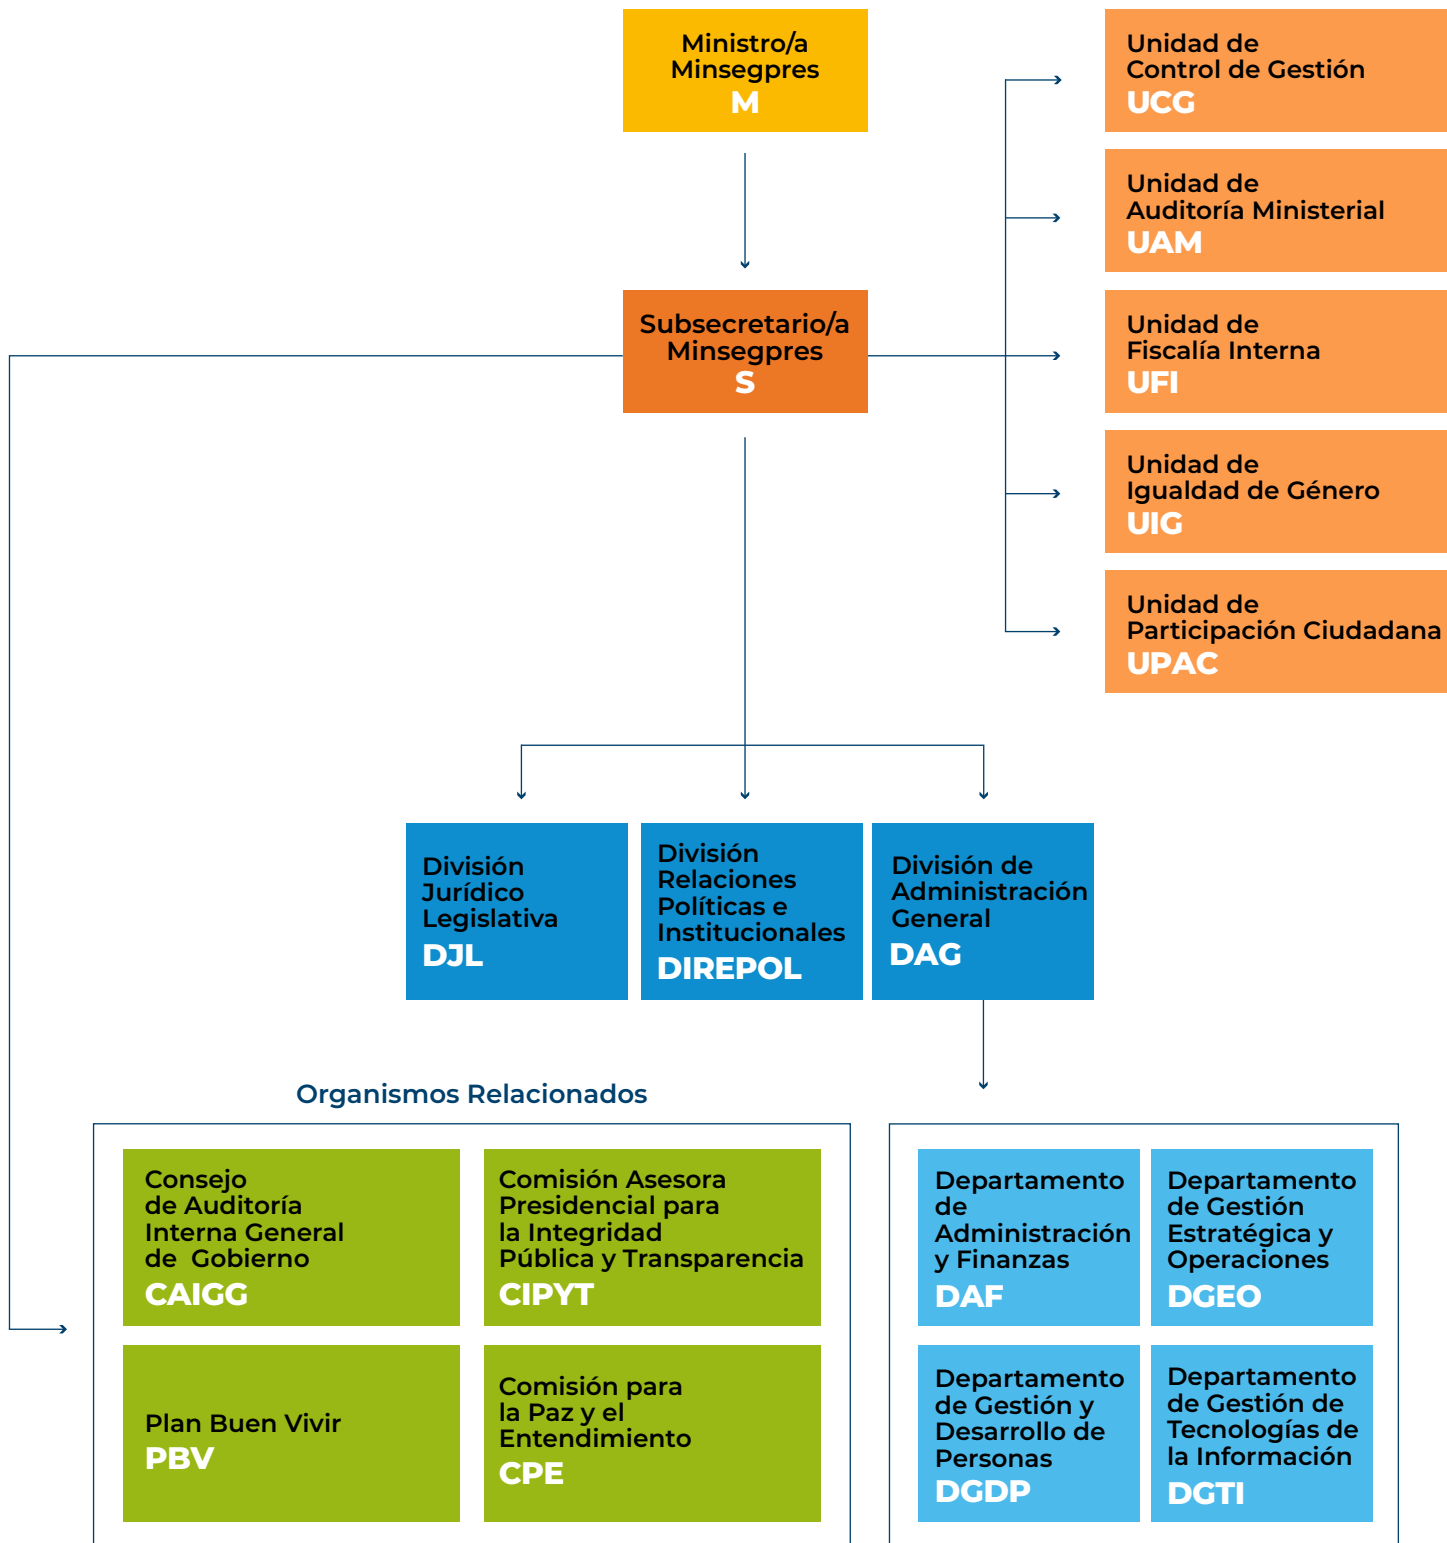 Ministro/a
Minsegpres
M
Unidad de
Control de Gestión
UCG
Unidad de
Auditoría Ministerial
UAM
Subsecretario/a
Minsegpres
S
Unidad de
Fiscalía Interna
UFI
Unidad de
Igualdad de Género
UIG
Unidad de
Participación Ciudadana
UPAC
División
Jurídico
Legislativa
DJL
División
Relaciones
Políticas e
Institucionales
DIREPOL
División de
Administración
General
DAG
Organismos Relacionados
Consejo
de Auditoría
Interna General
de Gobierno
CAIGG
Comisión Asesora
Presidencial para
la Integridad
Pública y Transparencia
CIPYT
Plan Buen Vivir
PBV
Comisión para
la Paz y el
Entendimiento
CPE
Departamento
de
Administración
y Finanzas
DAF
Departamento
de Gestión
Estratégica y
Operaciones
DGEO
Departamento
de Gestión y
Desarrollo de
Personas
DGDP
Departamento
de Gestión de
Tecnologías de
la Información
DGTI